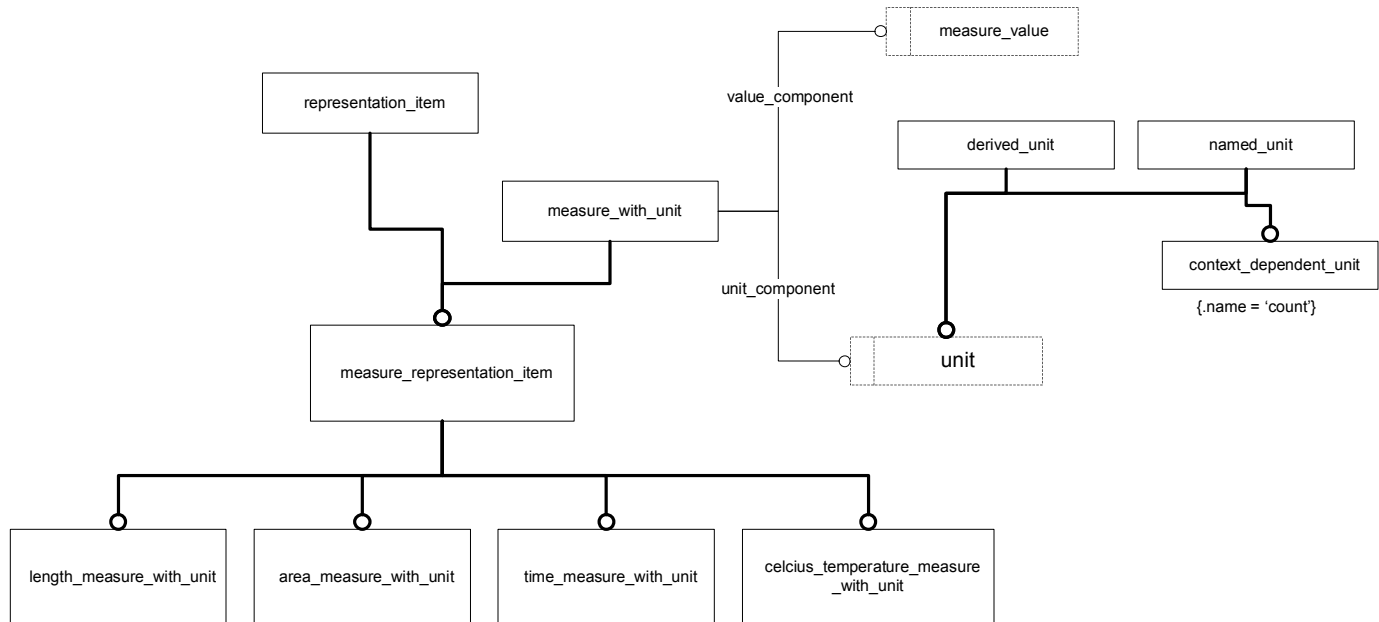 measure_value
representation_item
value_component
derived_unit
named_unit
measure_with_unit
context_dependent_unit
unit_component
{.name = ‘count’}
unit
measure_representation_item
length_measure_with_unit
area_measure_with_unit
time_measure_with_unit
celcius_temperature_measure
_with_unit